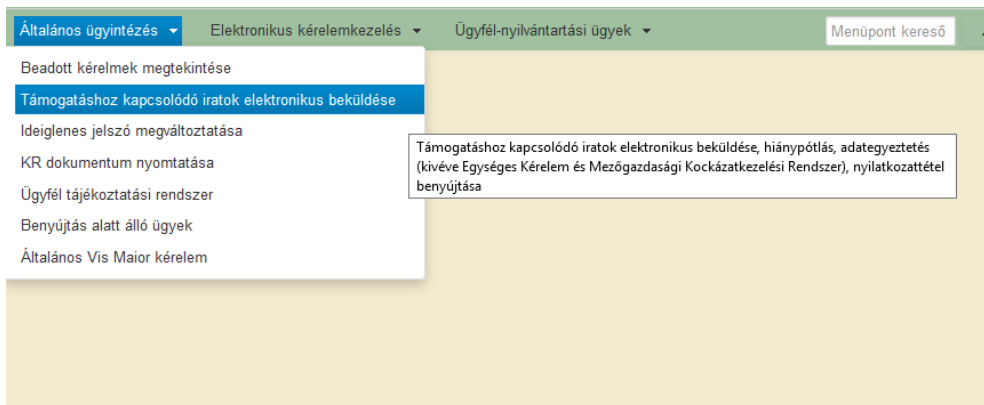 Általános ügyintézés Elektronikus kérelemkezelés Ügyfél-nyilvántartási ügyek Menüpont kereső
Beadott kérelmek megtekintése
Támogatáshoz kapcsolódó iratok elektronikus beküldése
Ideiglenes jelszó megváltoztatása
KR dokumentum nyomtatása
Ügyfél tájékoztatási rendszer
Benyújtás alatt álló ügyek
Általános Vis Maior kérelem
Támogatáshoz kapcsolódó iratok elektronikus beküldése, hiánypótlás, adategyeztetés
(kivéve Egységes Kérelem és Mezőgazdasági Kockázatkezelési Rendszer), nyilatkozattétel
benyújtása